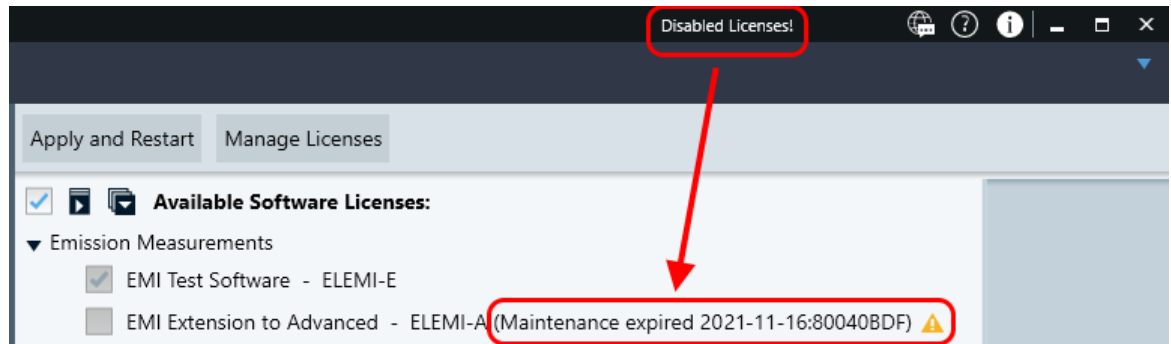 Disabled Licenses!
Apply and Restart Manage Licenses
Available Software Licenses:
Emission Measurements
EMI Test Software - ELEMI-E
EMI Extension to Advanced - ELEMI-A (Maintenance expired 2021-11-16:80040BDF)